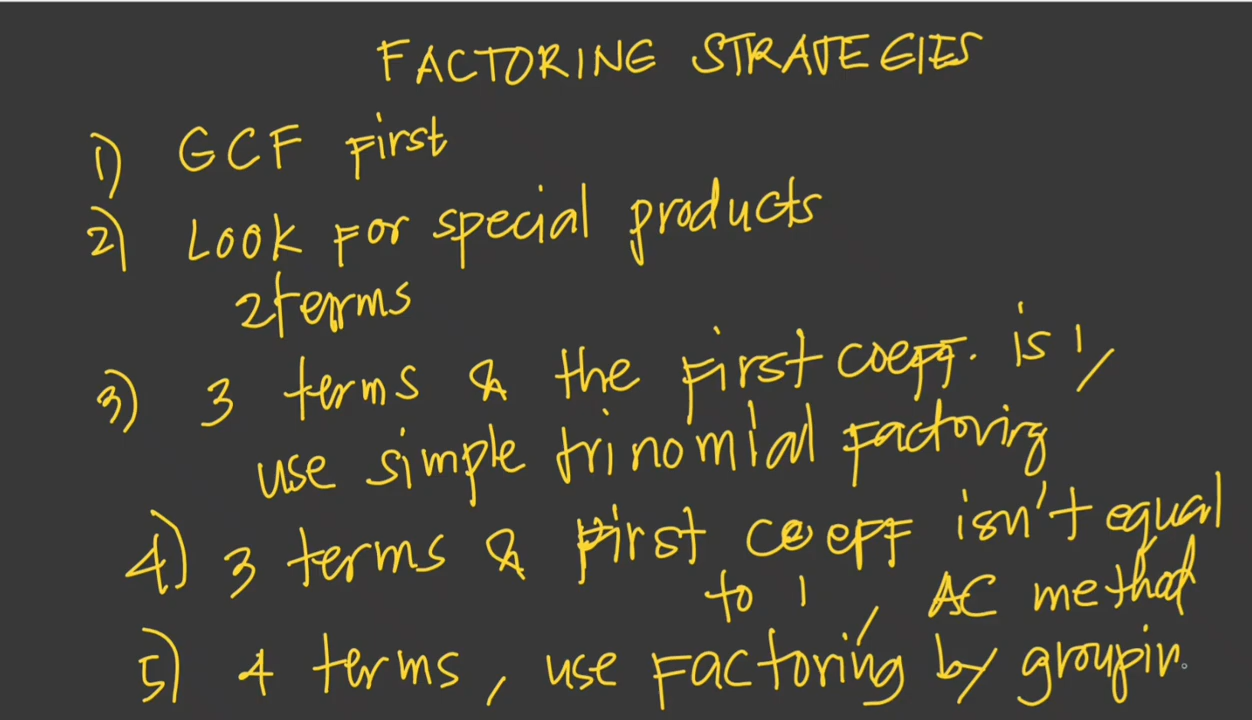 FACTORING STRATEGIES
1) GCF First
2) LOOK For special products
2 terms
3) 3 terms & the First coeff. is 1,
use simple trinomial Factoring
4) 3 terms & First coeff isn't equal
to 1, AC method
5) 4 terms, use Factoring by groupin